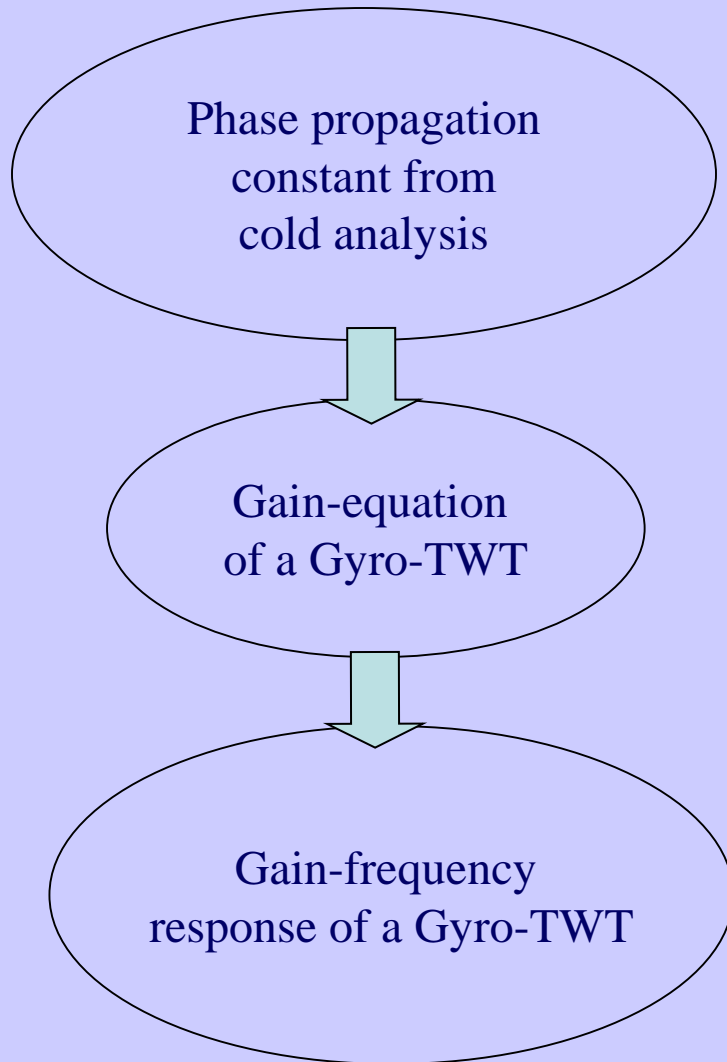 Phase propagation
constant from
cold analysis
Gain-equation
of a Gyro-TWT
Gain-frequency
response of a Gyro-TWT